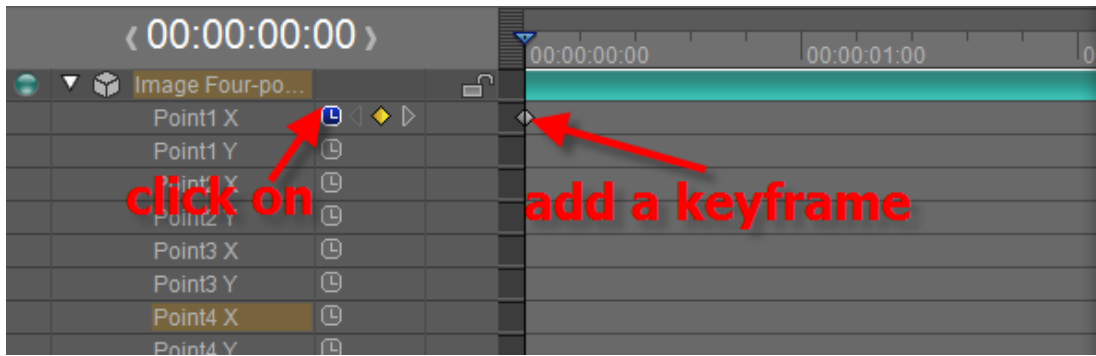 ‹ 00:00:00:00 ›
00:00:00:00 00:00:01:00 0
Image Four-po...
Point1 X
Point1 Y
Point2 X
click on add a keyframe
Point2 Y
Point3 X
Point3 Y
Point4 X
Point4 Y